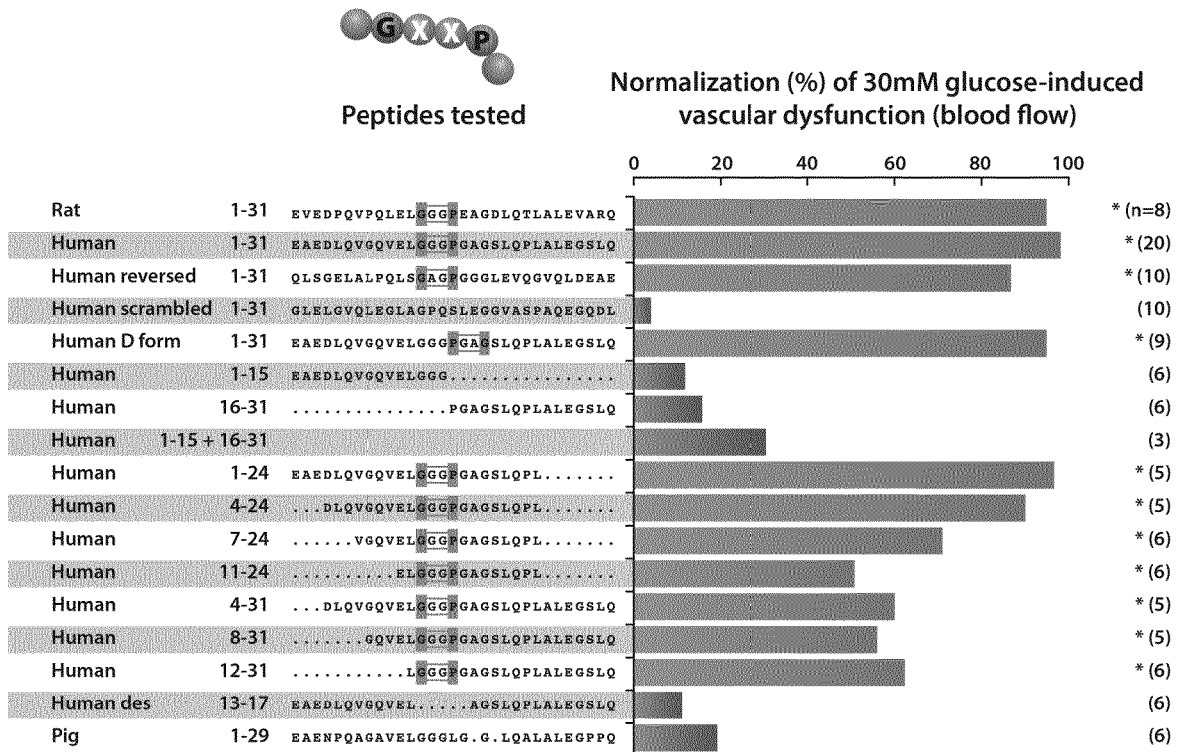 G X X P
Peptides tested
Normalization (%) of 30mM glucose-induced
vascular dysfunction (blood flow)
0 20 40 60 80 100
Rat 1-31 EVEDPQVPQLELGGGPEAGDLQTLALEVARQ * (n=8)
Human 1-31 EAEDLQVGQVELGGGPGAGSLQPLALEGSLQ * (20)
Human reversed 1-31 QLSGELALPQLSGAGPGGGLEVQGVQLDEAE * (10)
Human scrambled 1-31 GLELGVQLEGLAGPQSLEGGVASPAQEGQDL (10)
Human D form 1-31 EAEDLQVGQVELGGGPGAGSLQPLALEGSLQ * (9)
Human 1-15 EAEDLQVGQVELGGG................ (6)
Human 16-31 ...............PGAGSLQPLALEGSLQ (6)
Human 1-15 + 16-31 (3)
Human 1-24 EAEDLQVGQVELGGGPGAGSLQPL....... * (5)
Human 4-24 ...DLQVGQVELGGGPGAGSLQPL....... * (5)
Human 7-24 ......VGQVELGGGPGAGSLQPL....... * (6)
Human 11-24 ..........ELGGGPGAGSLQPL....... * (6)
Human 4-31 ...DLQVGQVELGGGPGAGSLQPLALEGSLQ * (5)
Human 8-31 .......GQVELGGGPGAGSLQPLALEGSLQ * (5)
Human 12-31 ...........LGGGPGAGSLQPLALEGSLQ * (6)
Human des 13-17 EAEDLQVGQVEL.....AGSLQPLALEGSLQ (6)
Pig 1-29 EAENPQAGAVELGGGLG.G.LQALALEGPPQ (6)